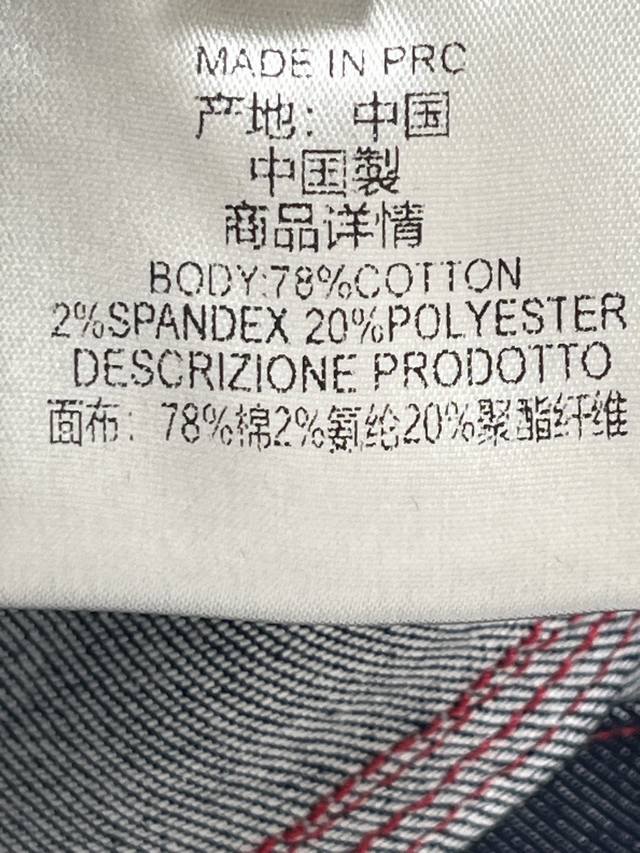 MADE IN PRC
产地：中国
中国製
商品详情
BODY:78%COTTON
2%SPANDEX 20%POLYESTER
DESCRIZIONE PRODOTTO
面布：78%棉2%氨纶20%聚酯纤维